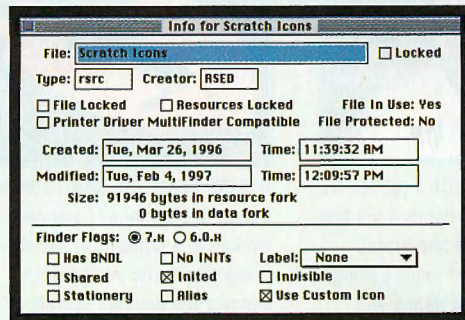 Info for Scratch Icons
File: Scratch Icons Locked
Type: rsrc Creator: RSED
File Locked Resources Locked File In Use: Yes
Printer Driver MultiFinder Compatible File Protected: No
Created: Tue, Mar 26, 1996 Time: 11:39:32 AM
Modified: Tue, Feb 4, 1997 Time: 12:09:57 PM
Size: 91946 bytes in resource fork
0 bytes in data fork
Finder Flags: 7.x 6.0.x
Has BNDL No INITs Label: None
Shared Inited Invisible
Stationery Alias Use Custom Icon